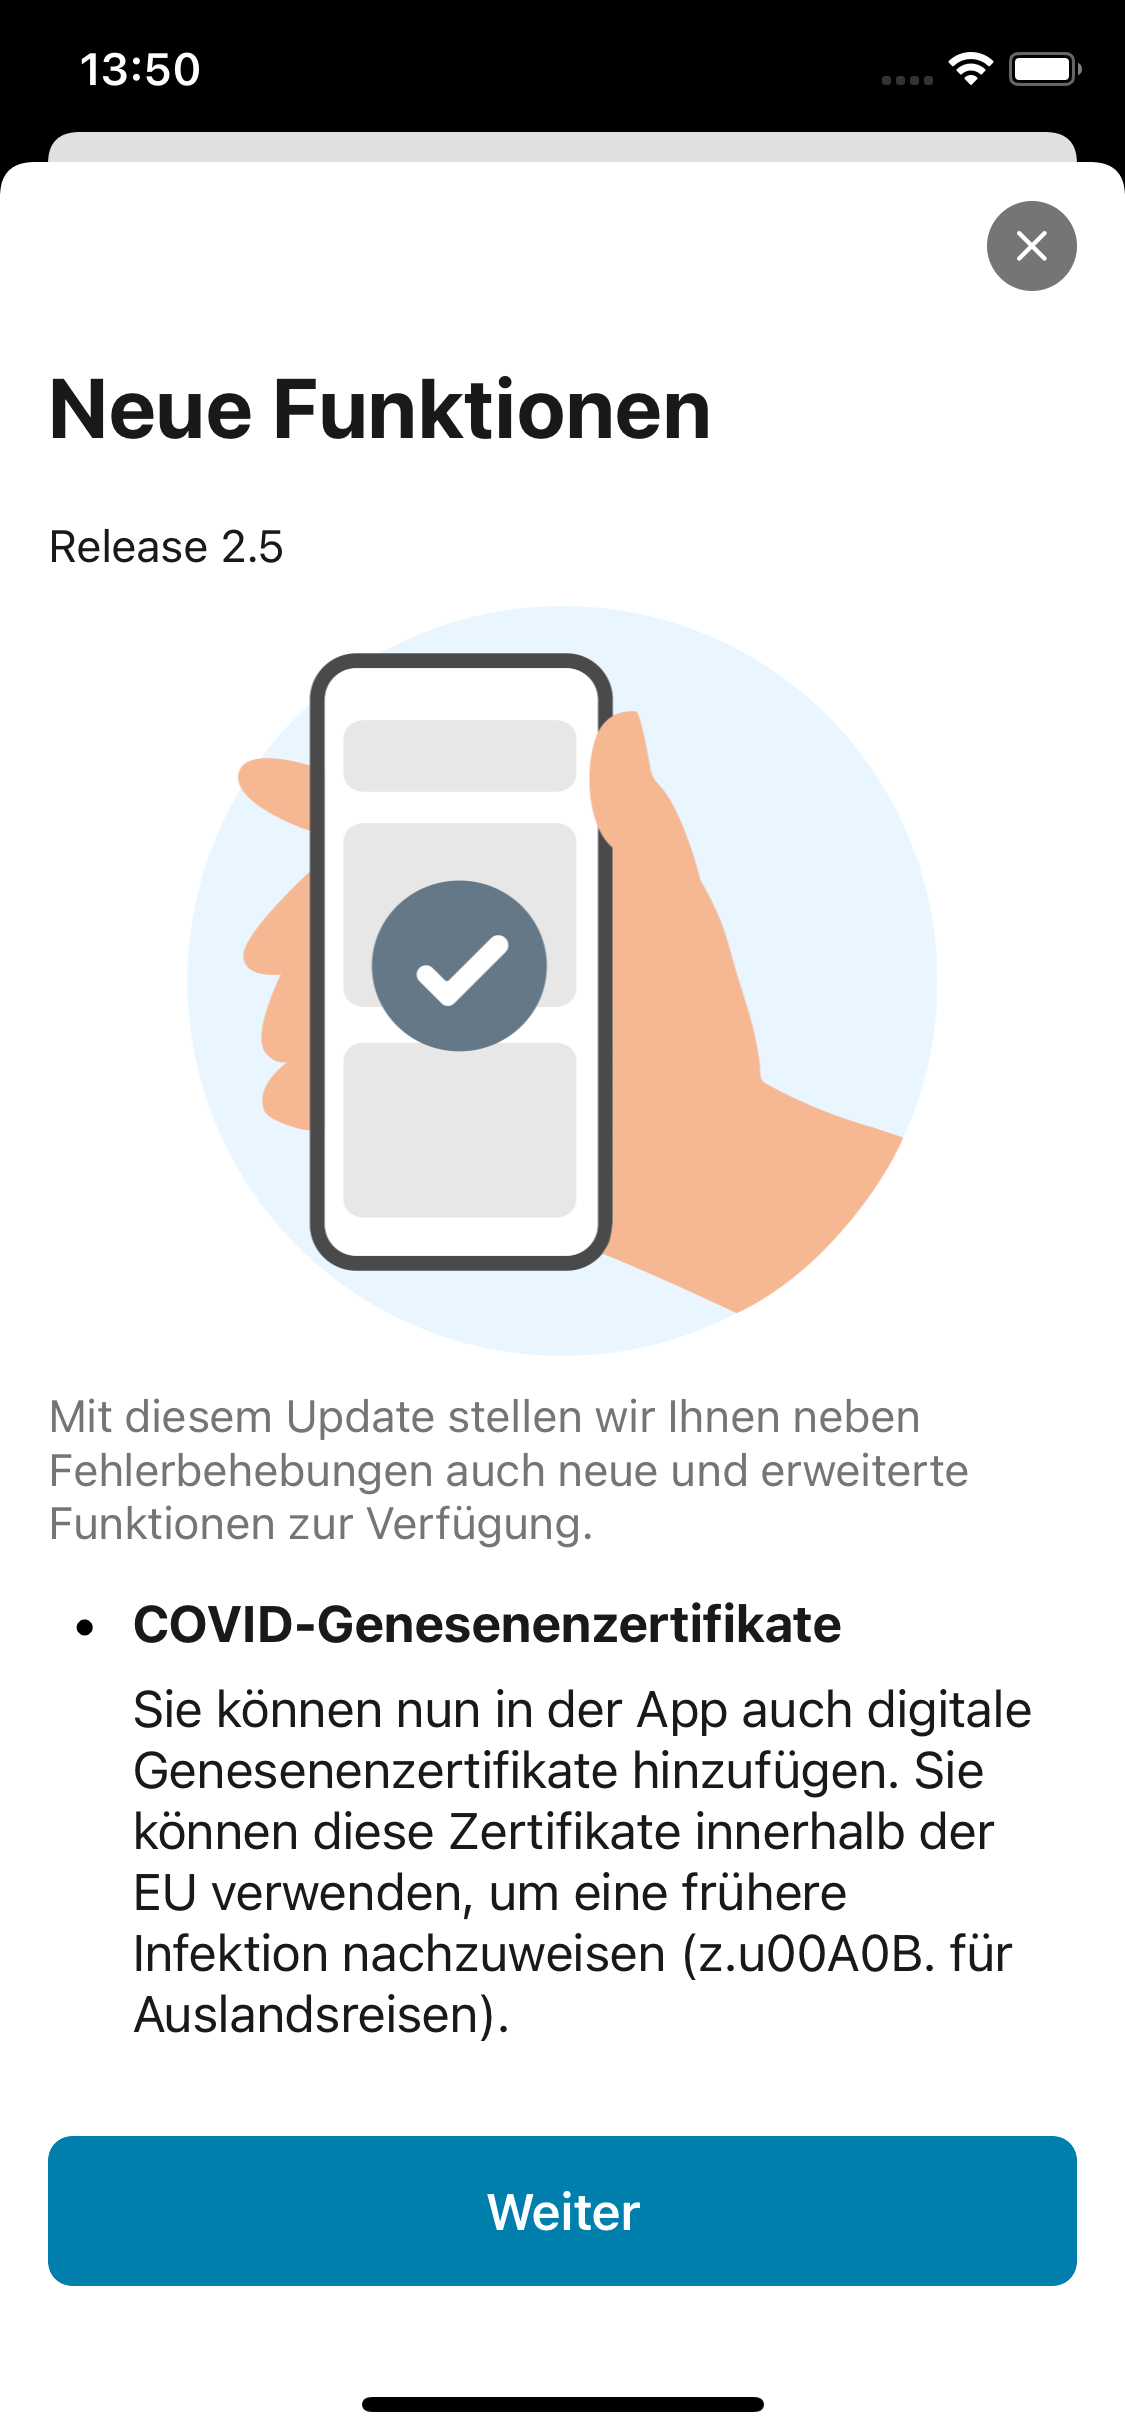 13:50
Neue Funktionen
Release 2.5
Mit diesem Update stellen wir Ihnen neben
Fehlerbehebungen auch neue und erweiterte
Funktionen zur Verfügung.
• COVID-Genesenenzertifikate
Sie können nun in der App auch digitale
Genesenenzertifikate hinzufügen. Sie
können diese Zertifikate innerhalb der
EU verwenden, um eine frühere
Infektion nachzuweisen (z.u00A0B. für
Auslandsreisen).
Weiter